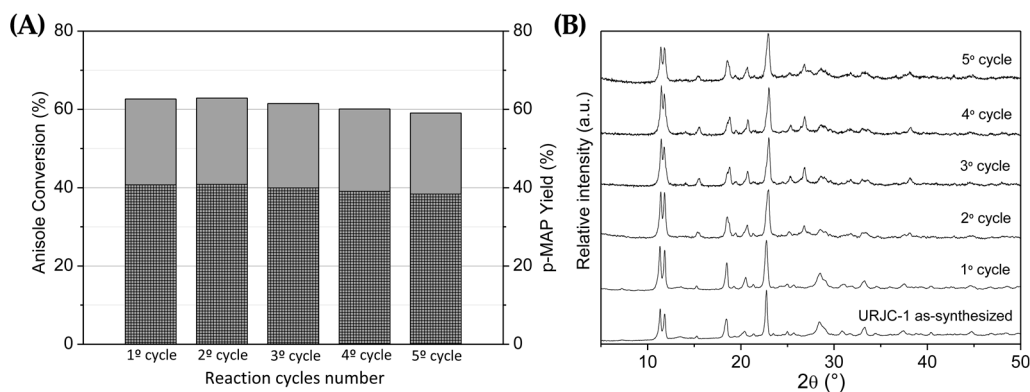 (A)
80
60
40
20
0
Anisole Conversion (%)
80
60
40
20
0
p-MAP Yield (%)
1º cycle 2º cycle 3º cycle 4º cycle 5º cycle
Reaction cycles number
(B)
Relative intensity (a.u.)
5º cycle
4º cycle
3º cycle
2º cycle
1º cycle
URJC-1 as-synthesized
10 20 30 40 50
2θ (°)